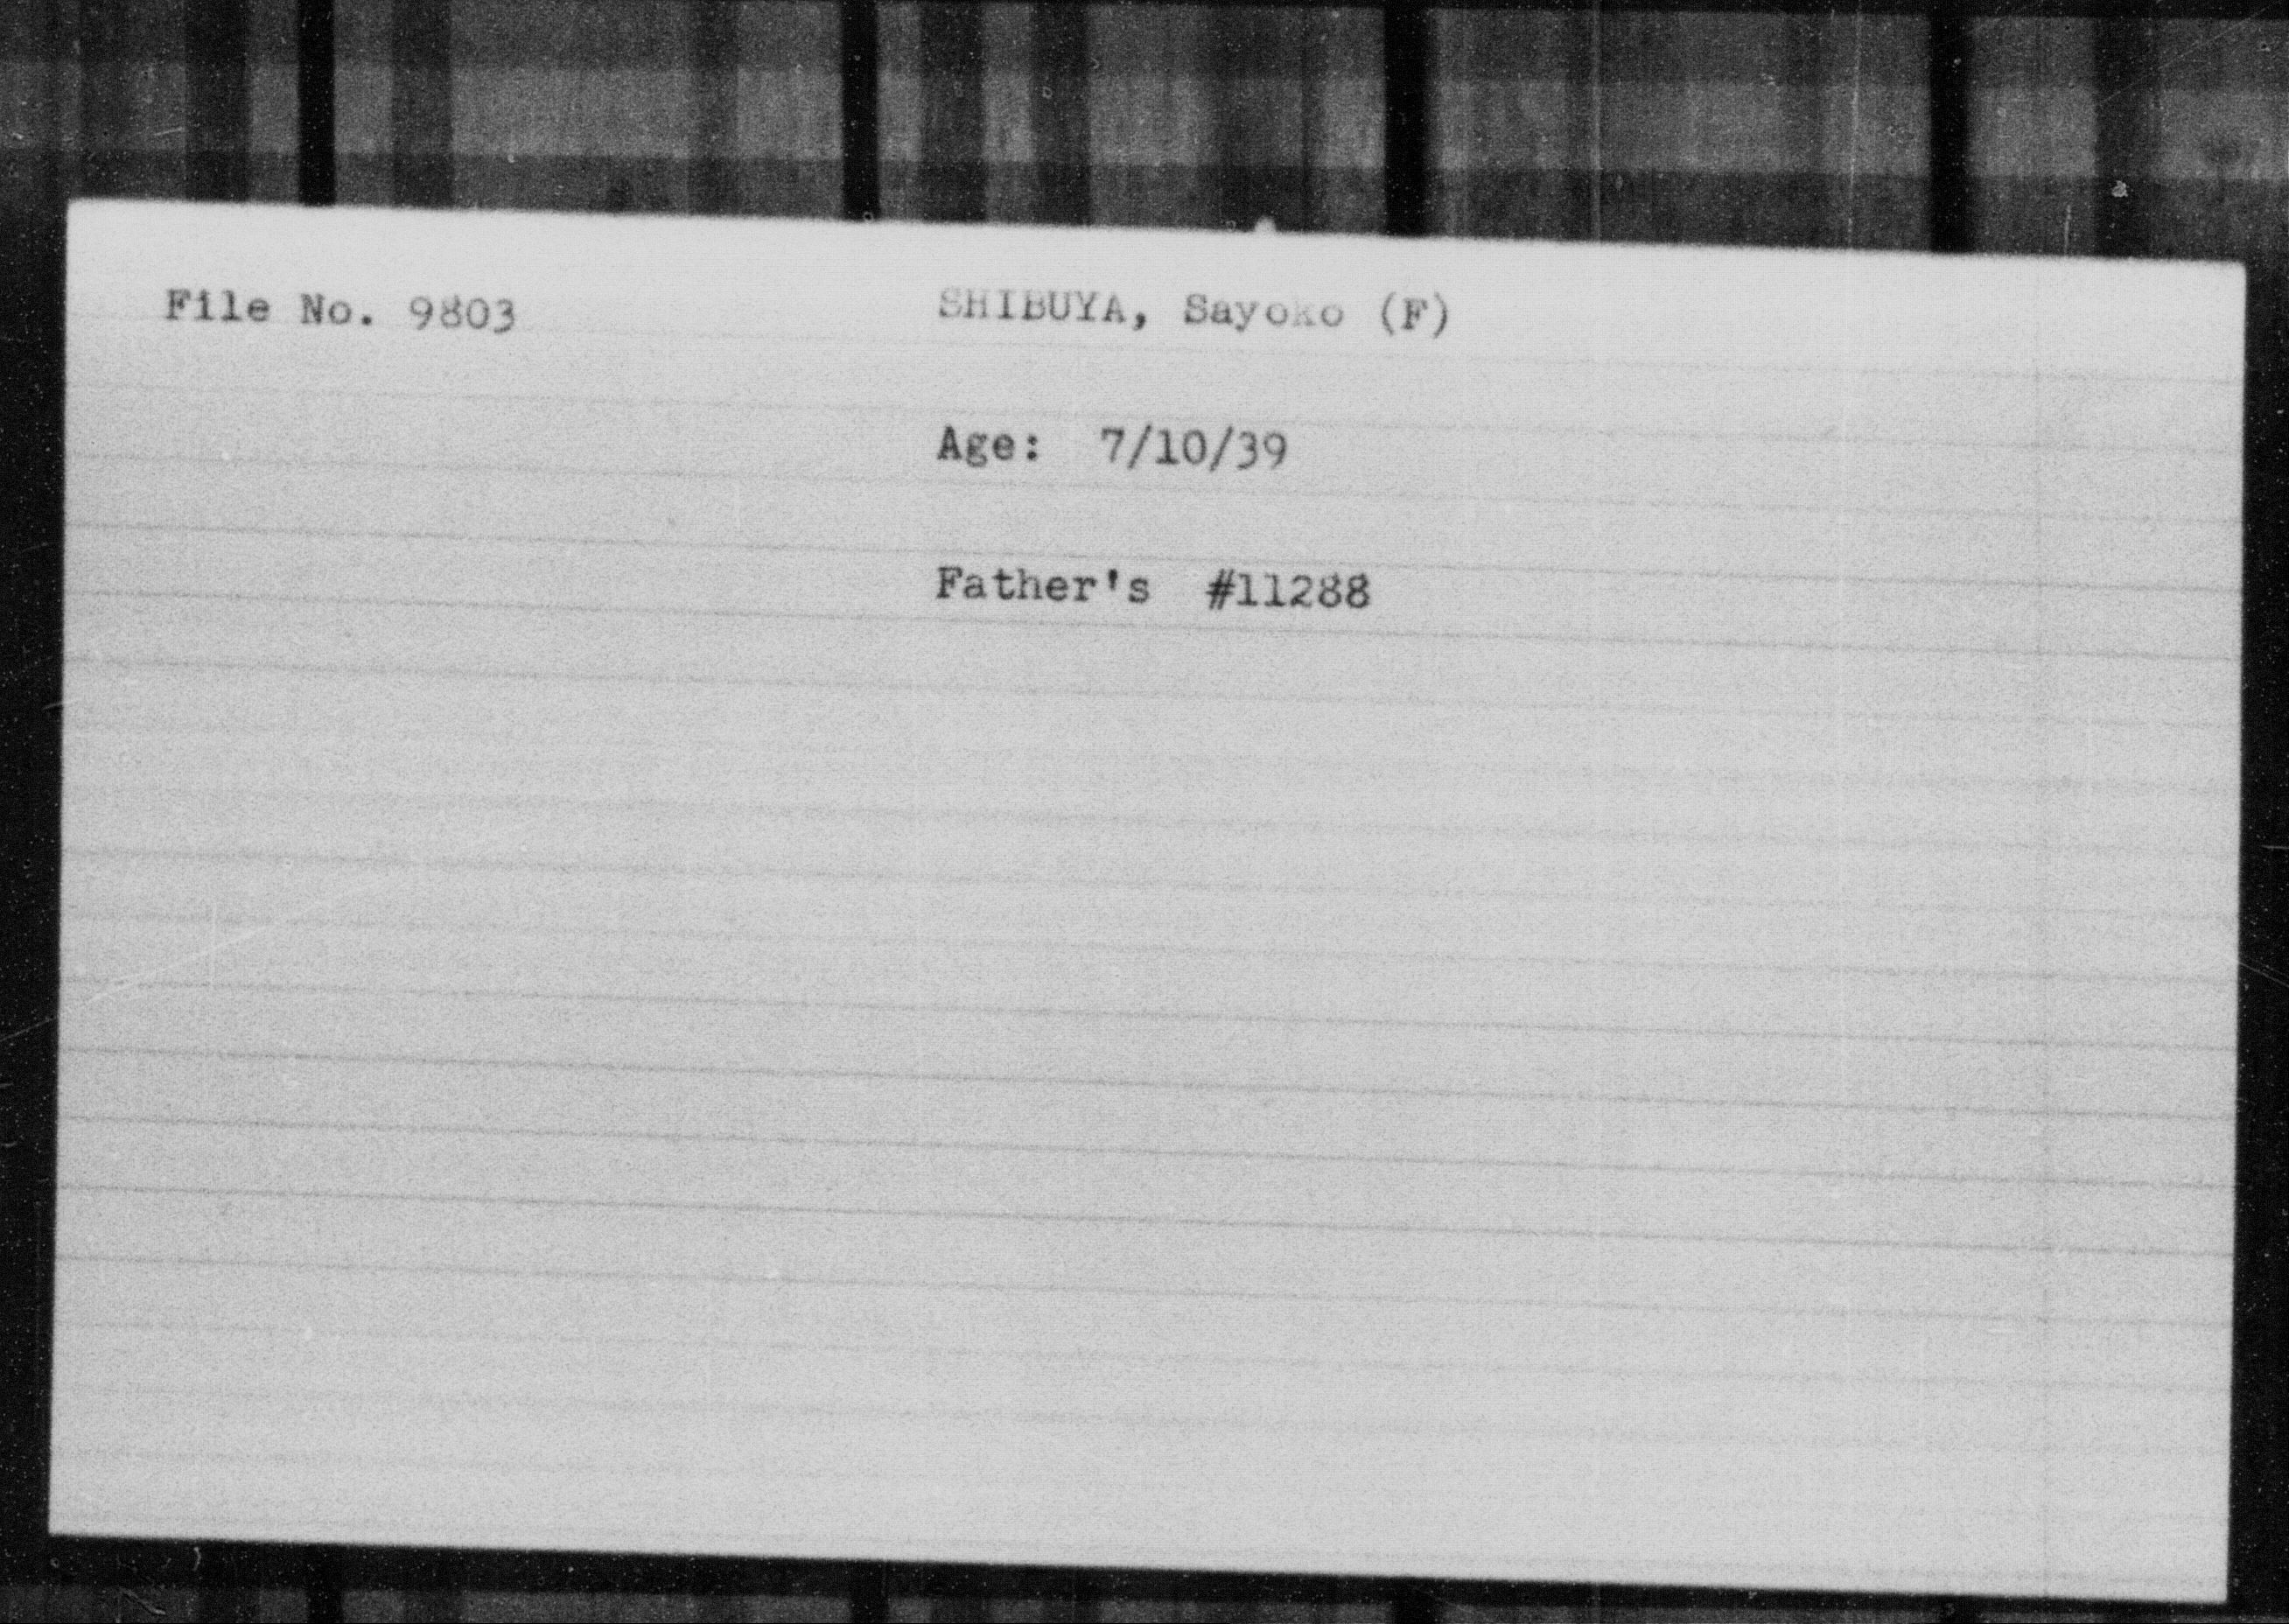 File No. 9803 SHIBUYA, Sayoko (F)
Age: 7/10/39
Father's #11288